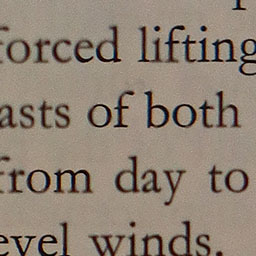 forced lifting
asts of both
from day to
evel winds.